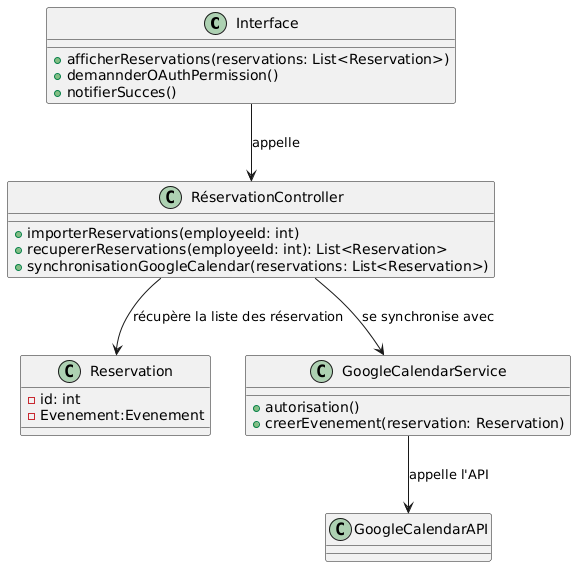 C Interface
afficherReservations(reservations: List<Reservation>)
demannderOAuthPermission()
notifierSucces()
appelle
C RéservationController
importerReservations(employeeId: int)
recupererReservations(employeeId: int): List<Reservation>
synchronisationGoogleCalendar(reservations: List<Reservation>)
récupère la liste des réservation
se synchronise avec
C Reservation
id: int
Evenement:Evenement
C GoogleCalendarService
autorisation()
creerEvenement(reservation: Reservation)
appelle l'API
C GoogleCalendarAPI